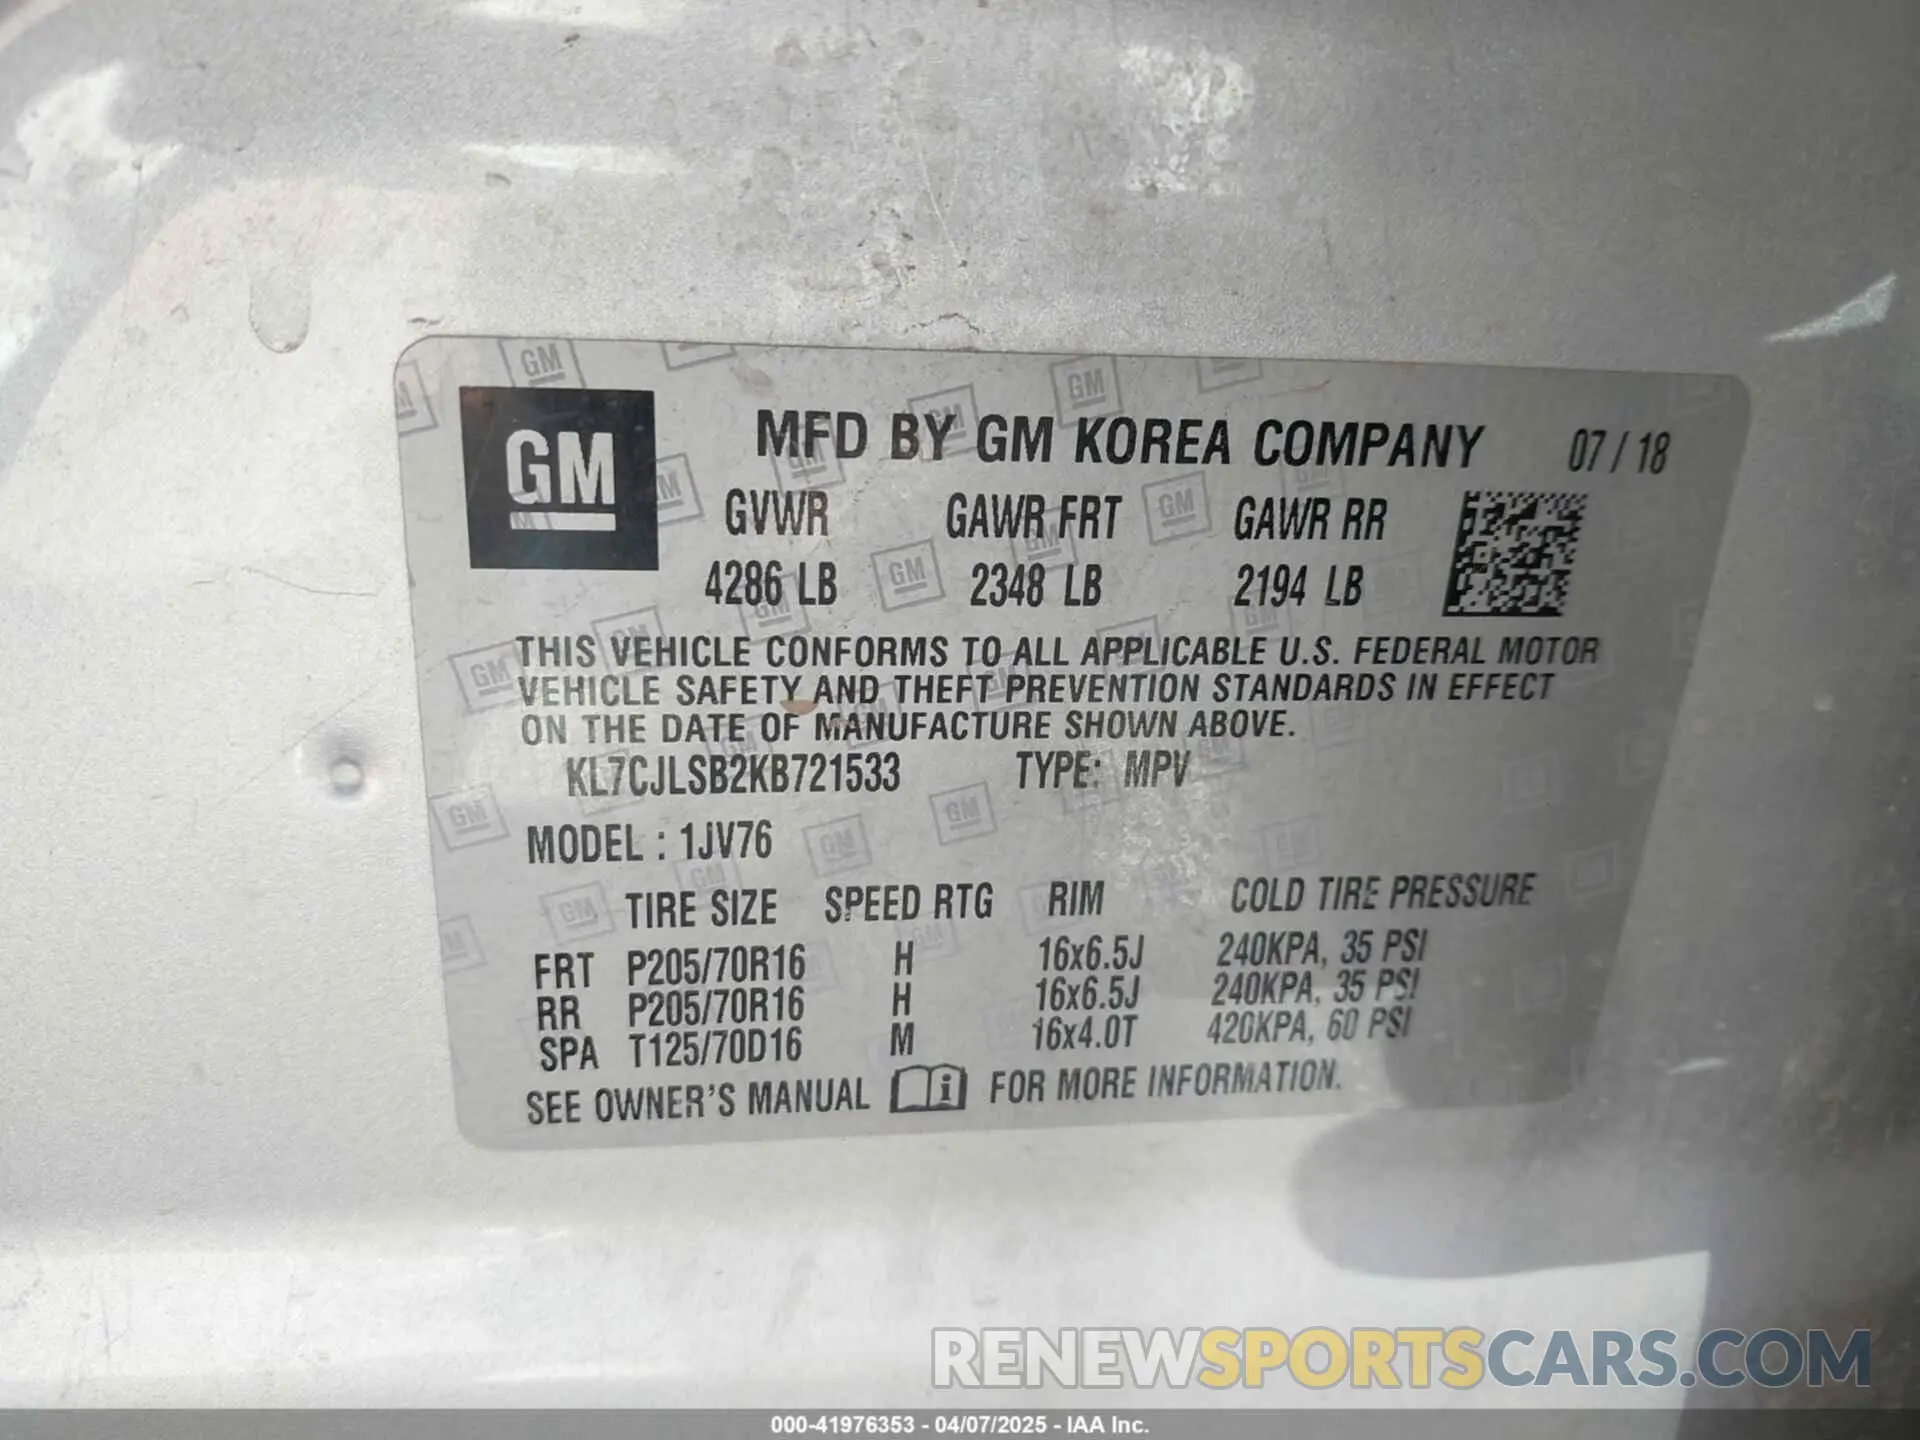 GM
MFD BY GM KOREA COMPANY 07 / 18
GVWR GAWR FRT GAWR RR
4286 LB 2348 LB 2194 LB
THIS VEHICLE CONFORMS TO ALL APPLICABLE U.S. FEDERAL MOTOR
VEHICLE SAFETY AND THEFT PREVENTION STANDARDS IN EFFECT
ON THE DATE OF MANUFACTURE SHOWN ABOVE.
KL7CJLSB2KB721533 TYPE: MPV
MODEL : 1JV76
TIRE SIZE SPEED RTG RIM COLD TIRE PRESSURE
FRT P205/70R16 H 16x6.5J 240KPA, 35 PSI
RR P205/70R16 H 16x6.5J 240KPA, 35 PSI
SPA T125/70D16 M 16x4.0T 420KPA, 60 PSI
SEE OWNER'S MANUAL i FOR MORE INFORMATION.
RENEWSPORTSCARS.COM
000-41976353 - 04/07/2025 - IAA Inc.